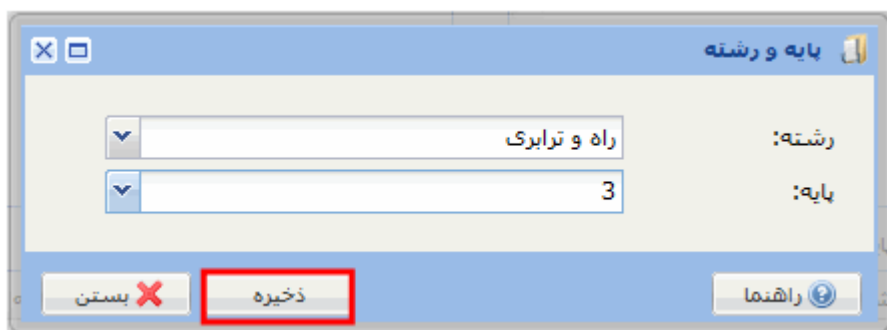 پایه و رشته
رشته: راه و ترابری
پایه: 3
راهنما ذخیره بستن